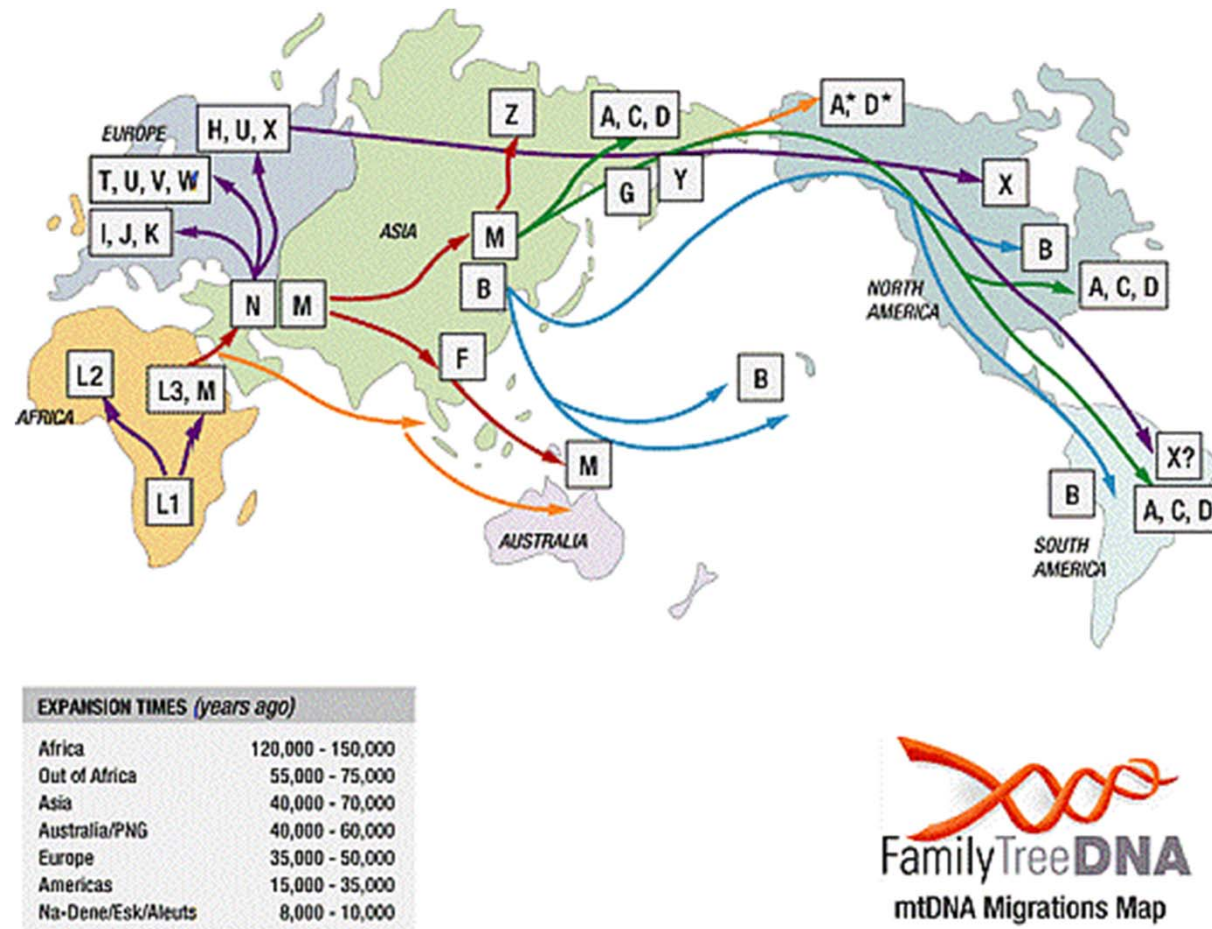 EUROPE
H, U, X
T, U, V, W
I, J, K
Z
A, C, D
A,* D*
G
Y
X
ASIA
M
B
B
N
M
NORTH
AMERICA
A, C, D
L2
L3, M
F
B
AFRICA
L1
M
X?
B
A, C, D
AUSTRALIA
SOUTH
AMERICA
EXPANSION TIMES (years ago)
Africa 120,000 - 150,000
Out of Africa 55,000 - 75,000
Asia 40,000 - 70,000
Australia/PNG 40,000 - 60,000
Europe 35,000 - 50,000
Americas 15,000 - 35,000
Na-Dene/Esk/Aleuts 8,000 - 10,000
FamilyTreeDNA
mtDNA Migrations Map